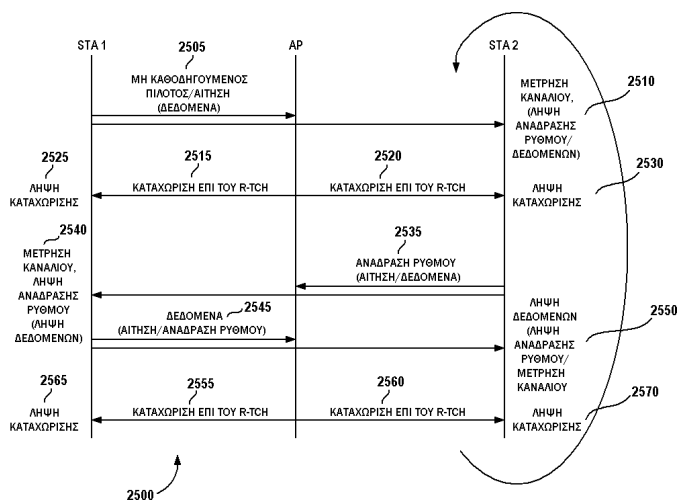 2505
STA 1
AP
STA 2
ΜΗ ΚΑΘΟΔΗΓΟΥΜΕΝΟΣ
ΠΙΛΟΤΟΣ/ΑΙΤΗΣΗ
(ΔΕΔΟΜΕΝΑ)
2510
ΜΕΤΡΗΣΗ
ΚΑΝΑΛΙΟΥ, (ΛΗΨΗ
ΑΝΑΔΡΑΣΗΣ
ΡΥΘΜΟΥ/
ΔΕΔΟΜΕΝΩΝ)
2525
2515
2520
2530
ΛΗΨΗ
ΚΑΤΑΧΩΡΙΣΗΣ
ΚΑΤΑΧΩΡΙΣΗ ΕΠΙ ΤΟΥ R-TCH
ΚΑΤΑΧΩΡΙΣΗ ΕΠΙ ΤΟΥ R-TCH
ΛΗΨΗ
ΚΑΤΑΧΩΡΙΣΗΣ
2540
2535
ΜΕΤΡΗΣΗ
ΚΑΝΑΛΙΟΥ,
ΛΗΨΗ
ΑΝΑΔΡΑΣΗΣ
ΡΥΘΜΟΥ
(ΛΗΨΗ
ΔΕΔΟΜΕΝΩΝ)
ΑΝΑΔΡΑΣΗ ΡΥΘΜΟΥ
(ΑΙΤΗΣΗ/ΔΕΔΟΜΕΝΑ)
ΔΕΔΟΜΕΝΑ
2545
(ΑΙΤΗΣΗ/ΑΝΑΔΡΑΣΗ ΡΥΘΜΟΥ)
ΛΗΨΗ
ΔΕΔΟΜΕΝΩΝ
(ΛΗΨΗ
ΑΝΑΔΡΑΣΗΣ
ΡΥΘΜΟΥ/
ΜΕΤΡΗΣΗ
ΚΑΝΑΛΙΟΥ
2550
2565
2555
2560
2570
ΛΗΨΗ
ΚΑΤΑΧΩΡΙΣΗΣ
ΚΑΤΑΧΩΡΙΣΗ ΕΠΙ ΤΟΥ R-TCH
ΚΑΤΑΧΩΡΙΣΗ ΕΠΙ ΤΟΥ R-TCH
ΛΗΨΗ
ΚΑΤΑΧΩΡΙΣΗΣ
2500